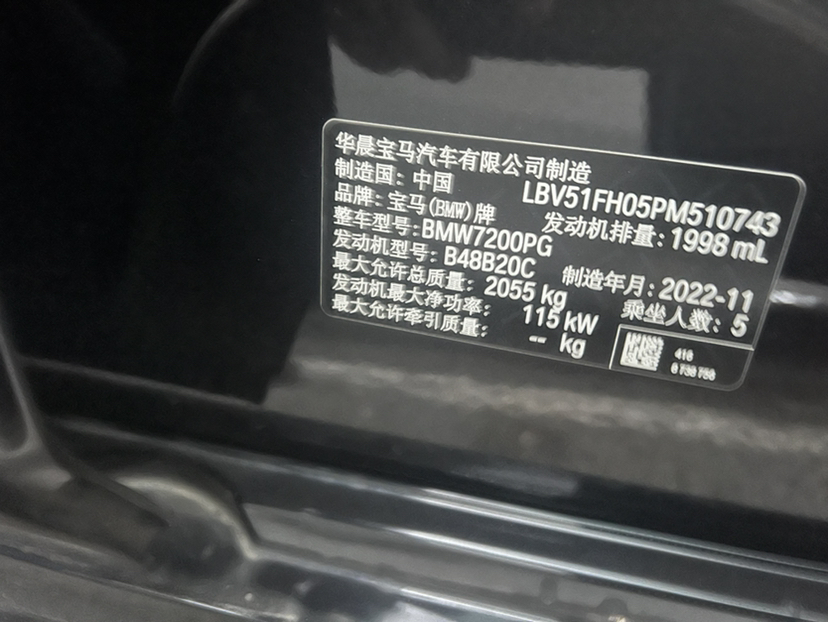 华晨宝马汽车有限公司制造
制造国: 中国 LBV51FH05PM510743
品牌: 宝马(BMW)牌 发动机排量: 1998 mL
整车型号: BMW7200PG
发动机型号: B48B20C 制造年月: 2022-11
最大允许总质量: 2055 kg 乘坐人数: 5
发动机最大净功率: 115 kW
最大允许牵引质量: -- kg
410